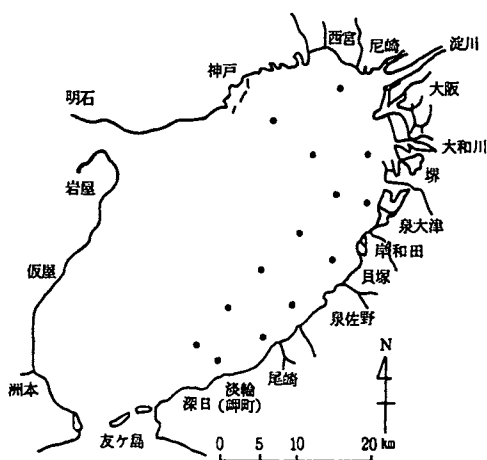 西宮
尼崎
淀川
神戸
大阪
明石
大和川
堺
岩屋
泉大津
岸和田
貝塚
仮屋
泉佐野
N
洲本
尾崎
淡輪
深日(岬町)
友ケ島
0 5 10 20 km